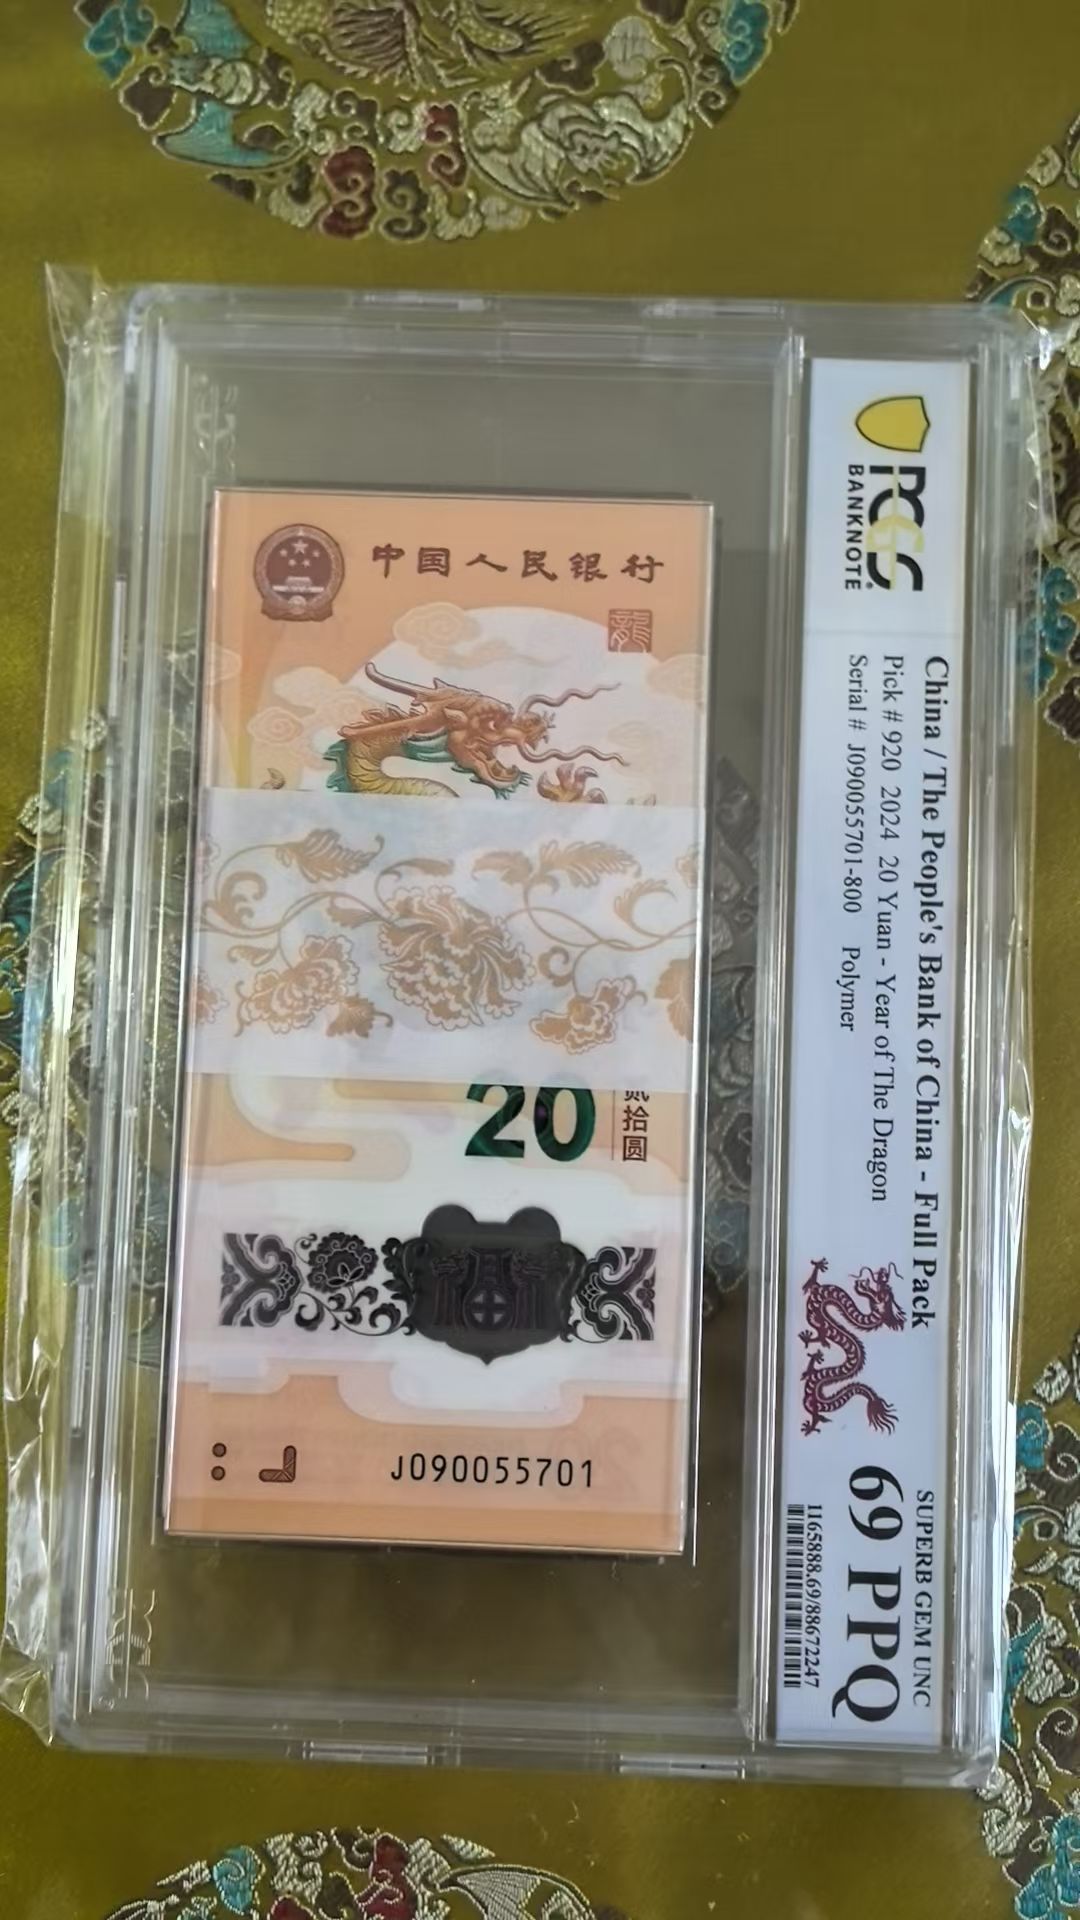 PCGS
BANKNOTE
China / The People's Bank of China - Full Pack
Pick # 920 2024 20 Yuan - Year of The Dragon
Serial # J090055701-800 Polymer
SUPERB GEM UNC
69 PPQ
1165888.69/88672247
中国人民银行
龍
20
贰拾圆
J090055701